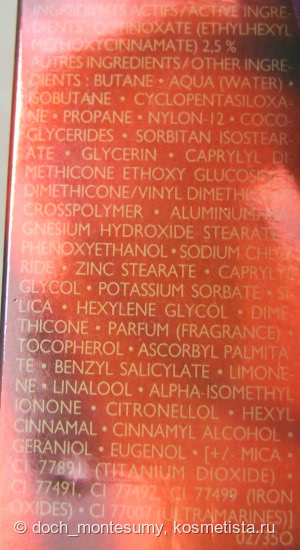 INGREDIENTS ACTIFS/ACTIVE INGRE-
DIENTS: OCTINOXATE (ETHYLHEXYL
METHOXYCINNAMATE) 2,5 %
AUTRES INGREDIENTS/OTHER INGRE-
DIENTS : BUTANE • AQUA (WATER) •
ISOBUTANE • CYCLOPENTASILOXA-
NE • PROPANE • NYLON-12 • COCO-
GLYCERIDES • SORBITAN ISOSTEAR-
ATE • GLYCERIN • CAPRYLYL DI-
METHICONE ETHOXY GLUCOSIDE •
DIMETHICONE/VINYL DIMETHICONE
CROSSPOLYMER • ALUMINUM/MA-
GNESIUM HYDROXIDE STEARATE •
PHENOXYETHANOL • SODIUM CHLO-
RIDE • ZINC STEARATE • CAPRYLYL
GLYCOL • POTASSIUM SORBATE • SI-
LICA • HEXYLENE GLYCOL • DIME-
THICONE • PARFUM (FRAGRANCE) •
TOCOPHEROL • ASCORBYL PALMITA-
TE • BENZYL SALICYLATE • LIMONE-
NE • LINALOOL • ALPHA-ISOMETHYL
IONONE • CITRONELLOL • HEXYL
CINNAMAL • CINNAMYL ALCOHOL •
GERANIOL • EUGENOL • [+/- MICA •
CI 77891 (TITANIUM DIOXIDE) •
CI 77491, CI 77492, CI 77499 (IRON
OXIDES) • CI 77007 (ULTRAMARINES)]
02735O
© doch_montesumy, kosmetista.ru